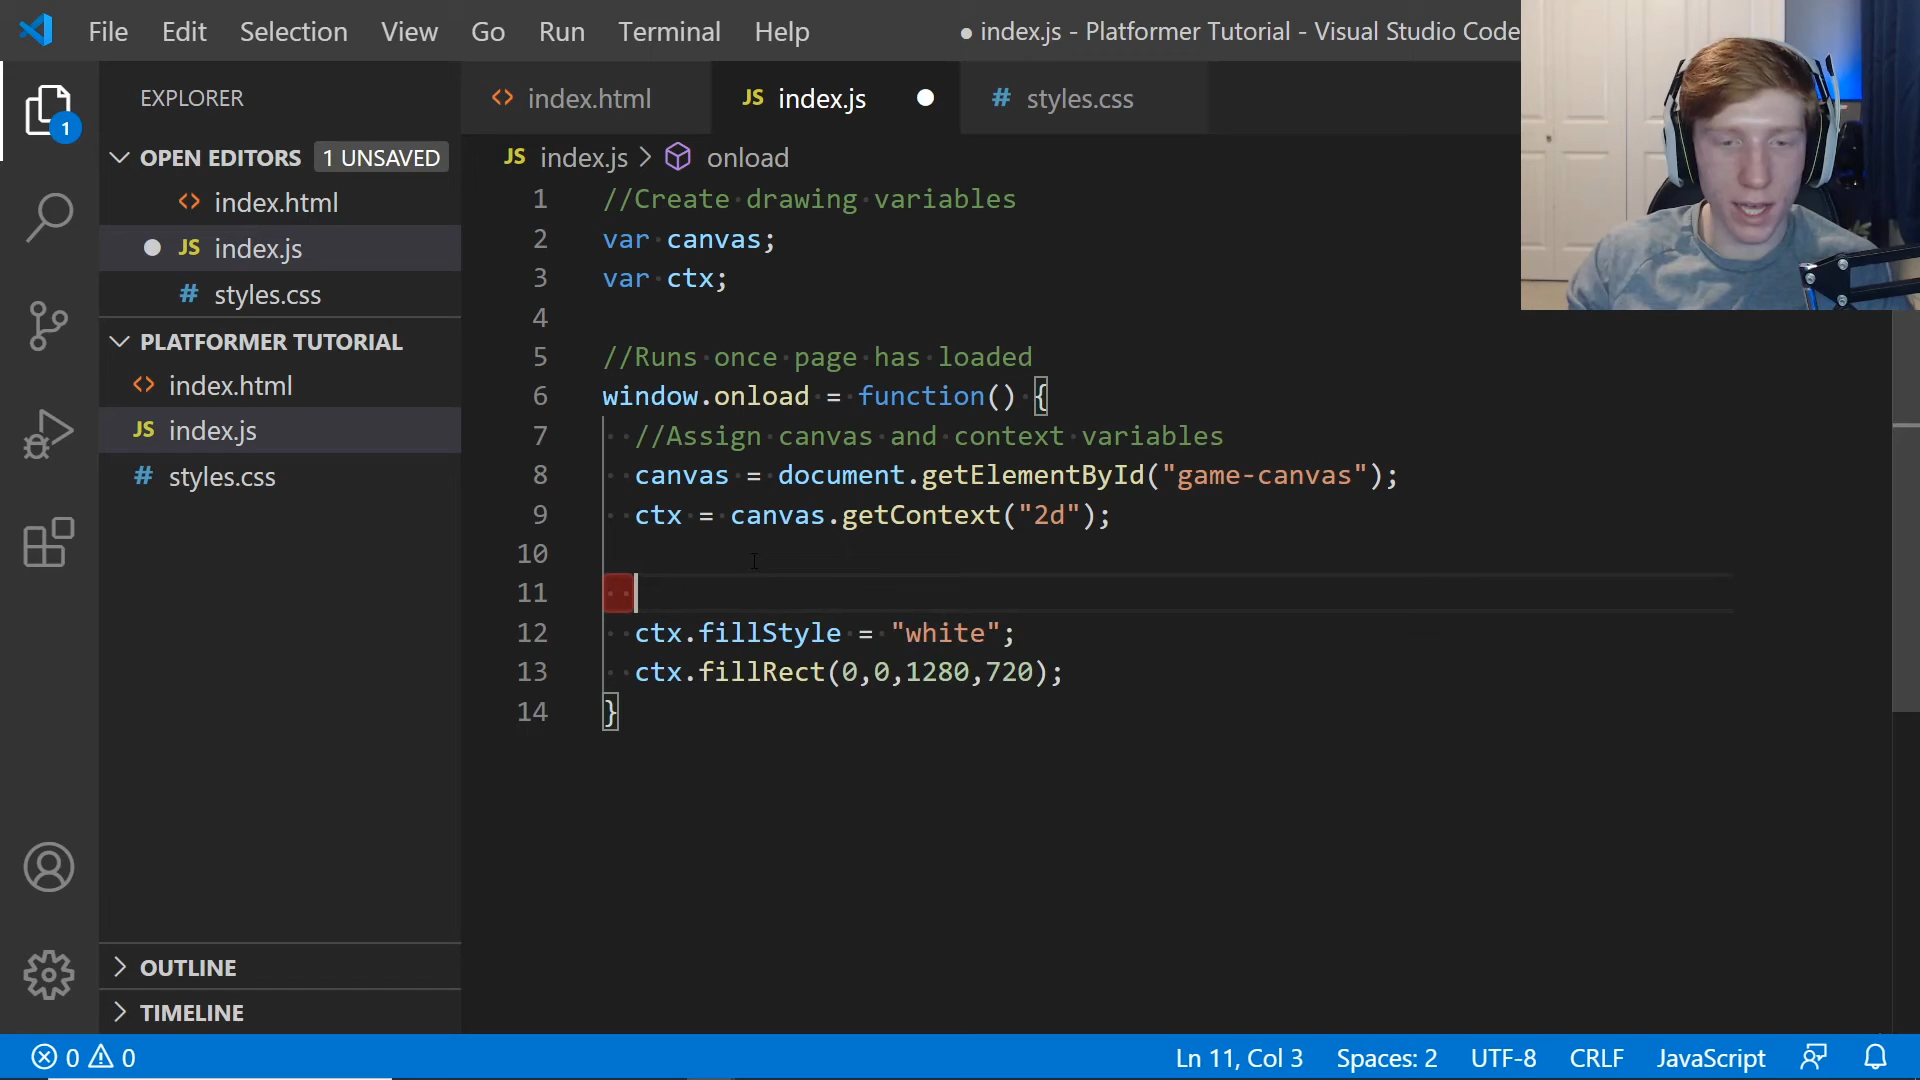 File Edit Selection View Go Run Terminal Help
● index.js - Platformer Tutorial - Visual Studio Code
1
EXPLORER
OPEN EDITORS 1 UNSAVED
<> index.html
● JS index.js
# styles.css
PLATFORMER TUTORIAL
<> index.html
JS index.js
# styles.css
OUTLINE
TIMELINE
<> index.html JS index.js ● # styles.css
JS index.js > onload
1 //Create drawing variables
2 var canvas;
3 var ctx;
4
5 //Runs once page has loaded
6 window.onload = function() {
7 //Assign canvas and context variables
8 canvas = document.getElementById("game-canvas");
9 ctx = canvas.getContext("2d");
10
11
12 ctx.fillStyle = "white";
13 ctx.fillRect(0,0,1280,720);
14 }
0 0 Ln 11, Col 3 Spaces: 2 UTF-8 CRLF JavaScript